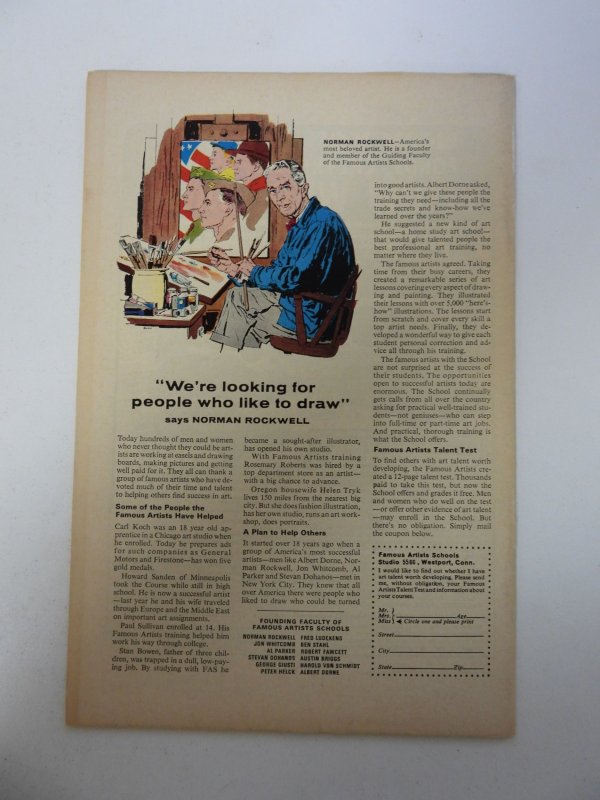 NORMAN ROCKWELL—America's
most beloved artist. He is a founder
and member of the Guiding Faculty
of the Famous Artists Schools.
"We're looking for
people who like to draw"
says NORMAN ROCKWELL
Today hundreds of men and women
who never thought they could be art-
ists are working at easels and drawing
boards, making pictures and getting
well paid for it. They all can thank a
group of famous artists who have de-
voted much of their time and talent
to helping others find success in art.
Some of the People the
Famous Artists Have Helped
Carl Koch was an 18 year old ap-
prentice in a Chicago art studio when
he enrolled. Today he prepares ads
for such companies as General
Motors and Firestone—has won five
gold medals.
Howard Sanden of Minneapolis
took the Course while still in high
school. He is now a successful artist
—last year he and his wife traveled
through Europe and the Middle East
on important art assignments.
Paul Sullivan enrolled at 14. His
Famous Artists training helped him
work his way through college.
Stan Bowen, father of three chil-
dren, was trapped in a dull, low-pay-
ing job. By studying with FAS he
became a sought-after illustrator,
has opened his own studio.
With Famous Artists training
Rosemary Roberts was hired by a
top department store as an artist—
with a big chance to advance.
Oregon housewife Helen Tryk
lives 150 miles from the nearest big
city. But she does fashion illustration,
has her own studio, runs an art work-
shop, does portraits.
A Plan to Help Others
It started over 18 years ago when a
group of America's most successful
artists—men like Albert Dorne, Nor-
man Rockwell, Jon Whitcomb, Al
Parker and Stevan Dohanos—met in
New York City. They knew that all
over America there were people who
liked to draw who could be turned
into good artists. Albert Dorne asked,
"Why can't we give these people the
training they need—including all the
trade secrets and know-how we've
learned over the years?"
He suggested a new kind of art
school—a home study art school—
that would give talented people the
best professional art training, no
matter where they live.
The famous artists agreed. Taking
time from their busy careers, they
created a remarkable series of art
lessons covering every aspect of draw-
ing and painting. They illustrated
their lessons with over 5,000 "here's-
how" illustrations. The lessons start
from scratch and cover every skill a
top artist needs. Finally, they de-
veloped a wonderful way to give each
student personal correction and ad-
vice all through his training.
The famous artists with the School
are not surprised at the success of
their students. The opportunities
open to successful artists today are
enormous. The School continually
gets calls from all over the country
asking for practical well-trained stu-
dents—not geniuses—who can step
into full-time or part-time art jobs.
And practical, thorough training is
what the School offers.
Famous Artists Talent Test
To find others with art talent worth
developing, the Famous Artists cre-
ated a 12-page talent test. Thousands
paid to take this test, but now the
School offers and grades it free. Men
and women who do well on the test
—or offer other evidence of art talent
—may enroll in the School. But
there's no obligation. Simply mail
the coupon below.
FOUNDING FACULTY OF
FAMOUS ARTISTS SCHOOLS
NORMAN ROCKWELL FRED LUDEKENS
JON WHITCOMB BEN STAHL
AL PARKER ROBERT FAWCETT
STEVAN DOHANOS AUSTIN BRIGGS
GEORGE GIUSTI HAROLD VON SCHMIDT
PETER HELCK ALBERT DORNE
Famous Artists Schools
Studio 5580, Westport, Conn.
I would like to find out whether I have
art talent worth developing. Please send
me, without obligation, your Famous
Artists Talent Test and information about
your courses.
Mr.
Mrs. Age
Miss Circle one and please print
Street
City
State Zip